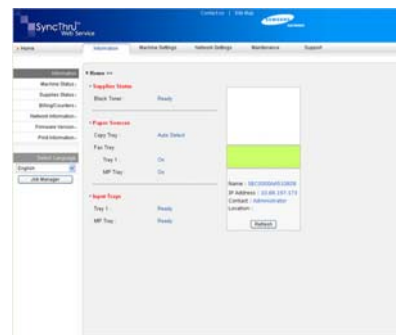 Contact us | Site Map
SAMSUNG
SyncThru™
Web Service
Home
Information
Machine Settings
Network Settings
Maintenance
Support
Information
Machine Status
Supplies Status
Billing/Counters
Network Information
Firmware Version
Print Information
Select Language
English
Job Manager
Home >>
Supplies Status
Black Toner : Ready
Paper Sources
Copy Tray : Auto Select
Fax Tray
Tray 1 : On
MP Tray : On
Input Trays
Tray 1 : Ready
MP Tray : Ready
IP Address :
Contact : Administrator
Location :
Refresh